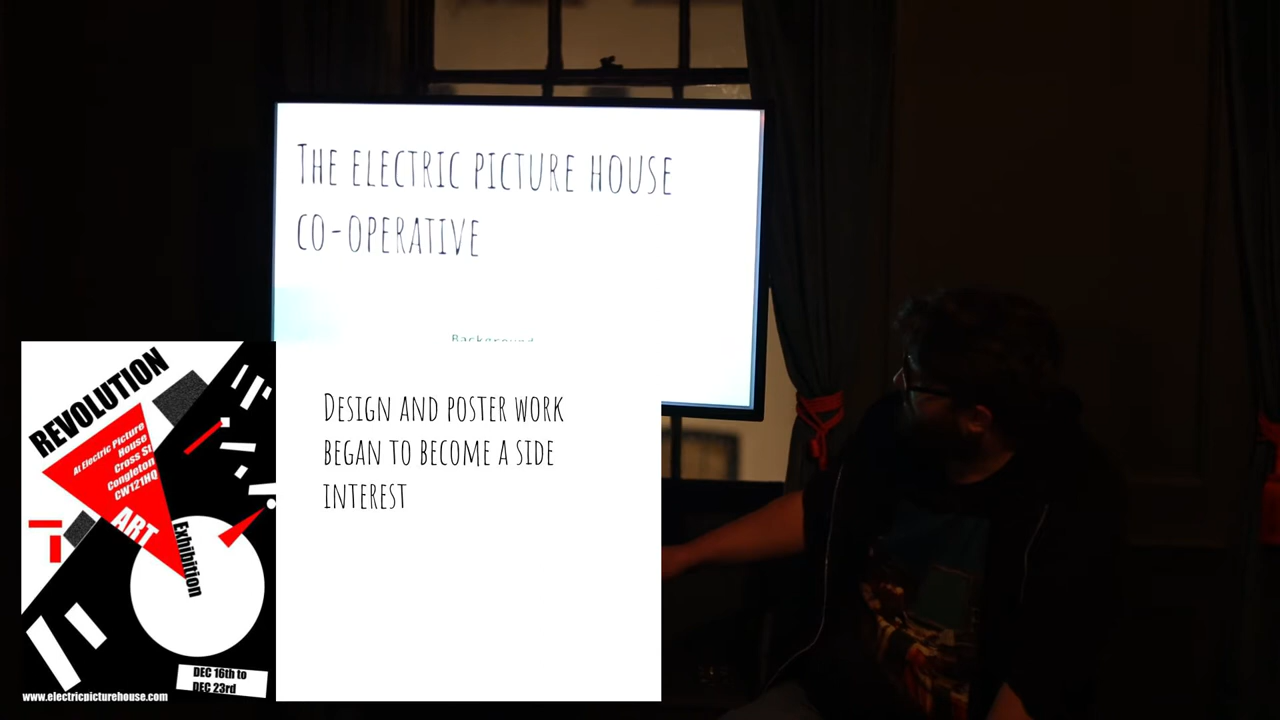 The electric picture house
co-operative
Background
Design and poster work
began to become a side
interest
REVOLUTION
At Electric Picture
House
Cross St
Congleton
CW121HQ
ART
Exhibition
DEC 16th to
DEC 23rd
www.electricpicturehouse.com